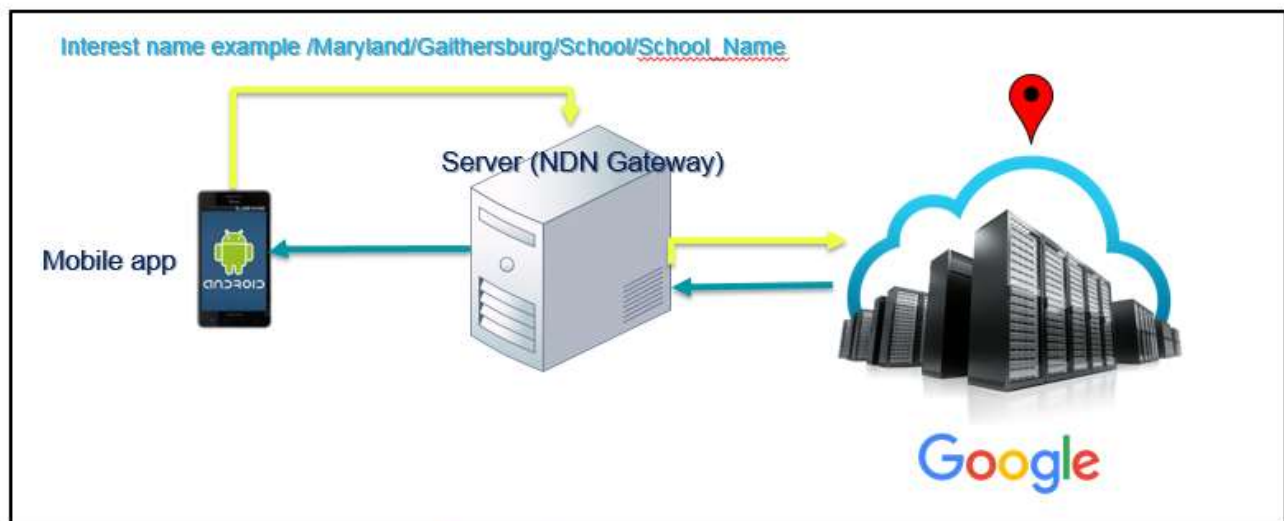 Interest name example /Maryland/Gaithersburg/School/School_Name
Server (NDN Gateway)
Mobile app
ANDROID
Google